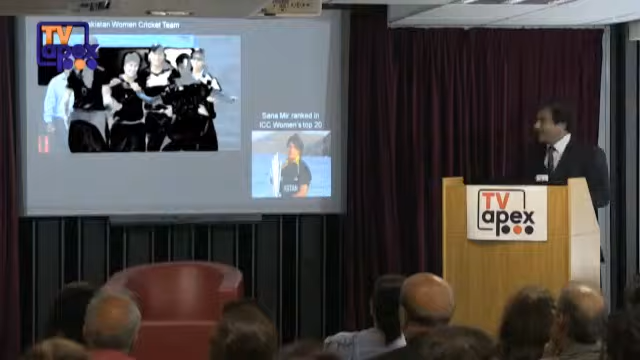 TV
apex
Pakistan Women Cricket Team
Sana Mir ranked in
ICC Women's top 20
TV
apex